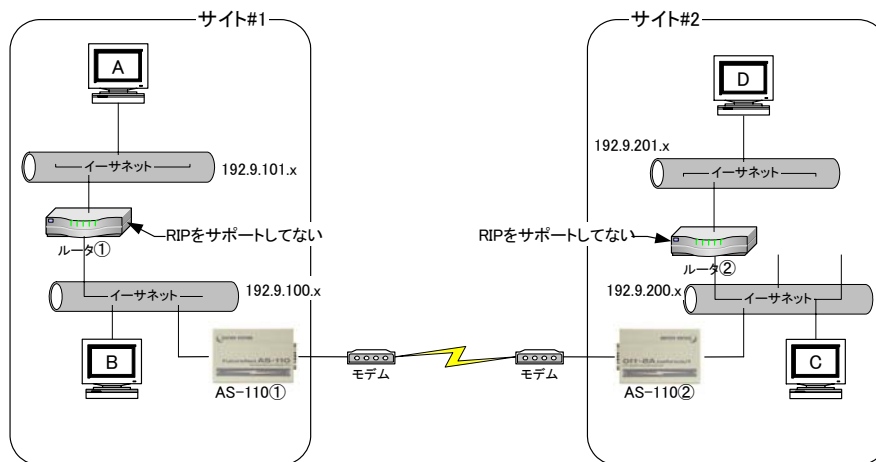 サイト#1
サイト#2
A
D
イーサネット
192.9.101.x
192.9.201.x
イーサネット
RIPをサポートしてない
ルータ①
RIPをサポートしてない
ルータ②
イーサネット
192.9.100.x
192.9.200.x
イーサネット
B
AS-110
AS-110①
モデム
モデム
AS-110②
C